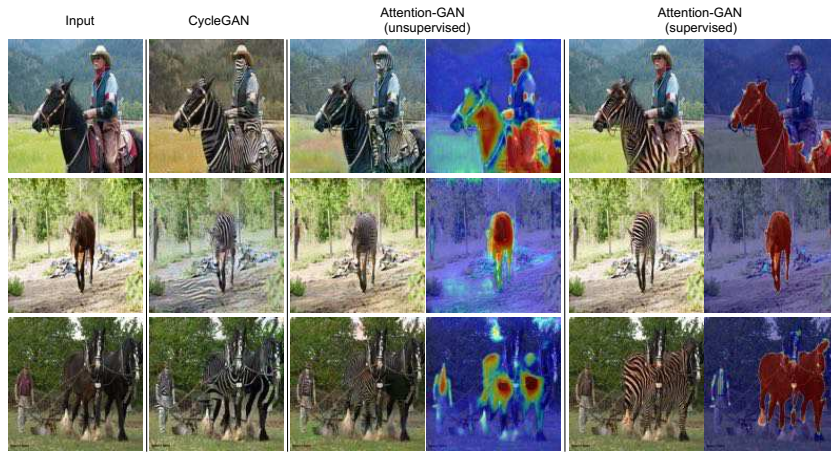 Input
CycleGAN
Attention-GAN
(unsupervised)
Attention-GAN
(supervised)